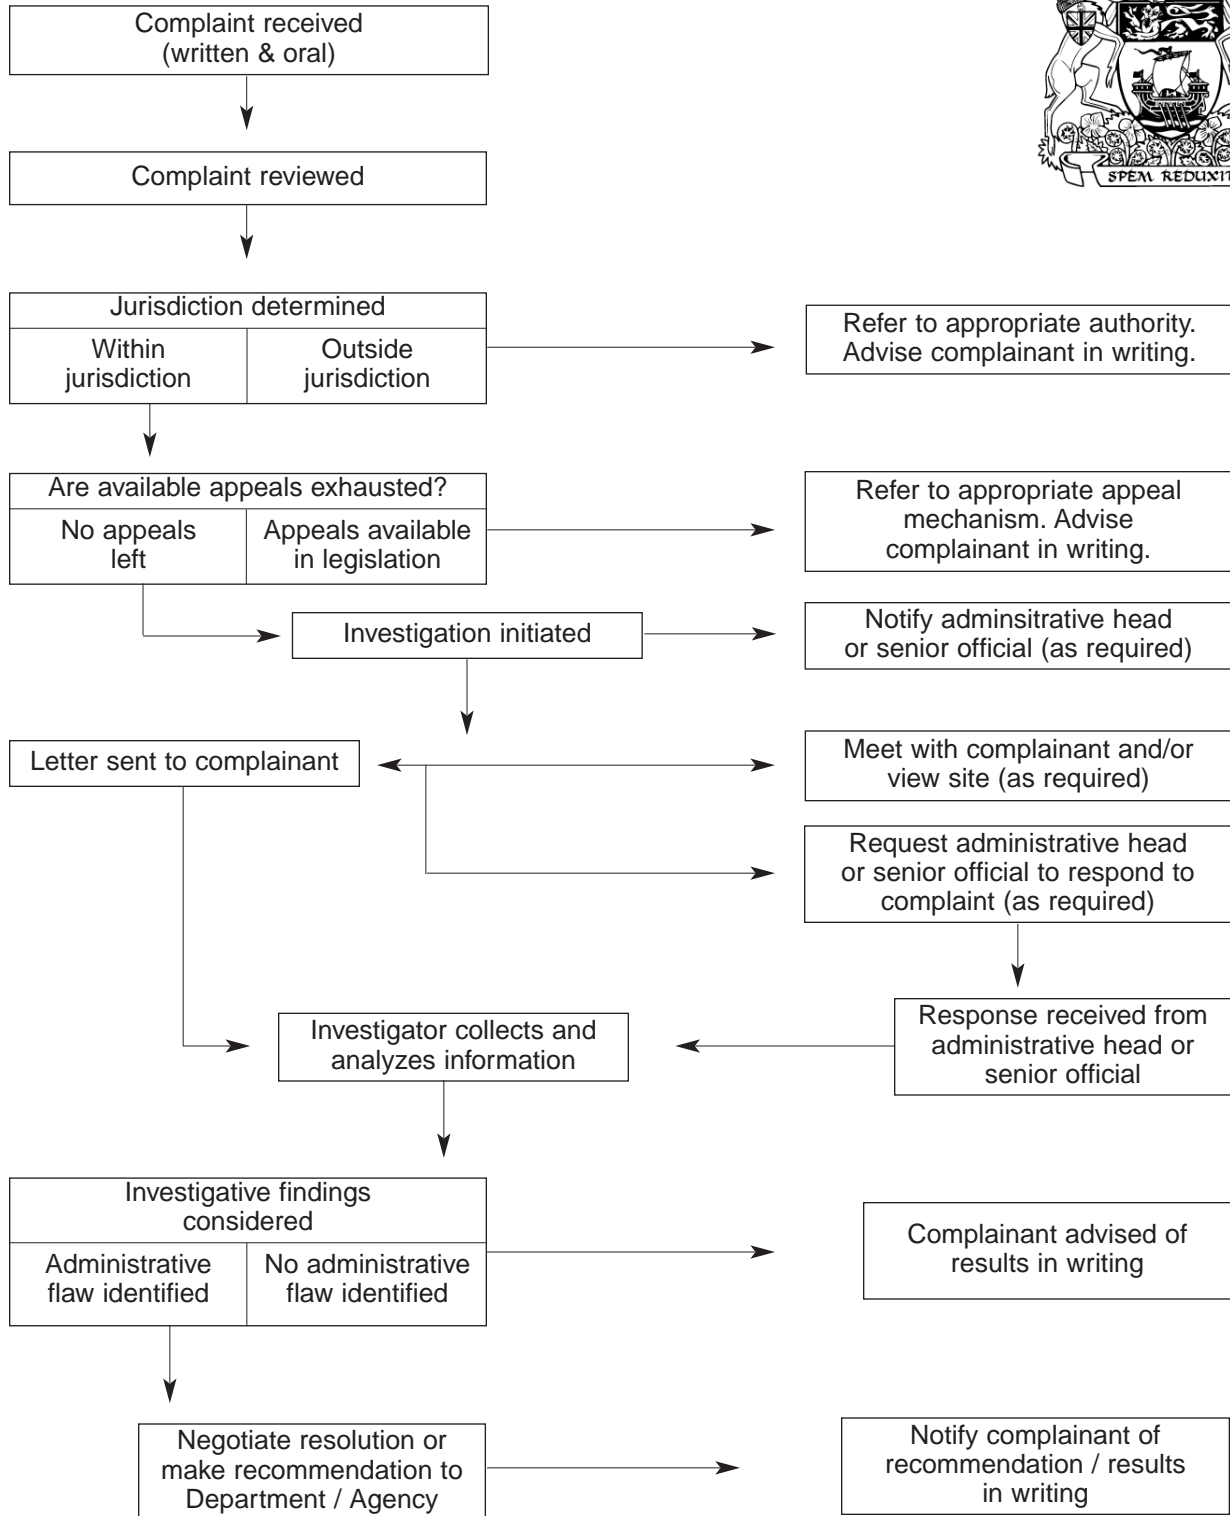 Complaint received
(written & oral)
SPEM REDUXIT
Complaint reviewed
Jurisdiction determined
Within
jurisdiction
Outside
jurisdiction
Refer to appropriate authority.
Advise complainant in writing.
Are available appeals exhausted?
No appeals
left
Appeals available
in legislation
Refer to appropriate appeal
mechanism. Advise
complainant in writing.
Investigation initiated
Notify adminsitrative head
or senior official (as required)
Letter sent to complainant
Meet with complainant and/or
view site (as required)
Request administrative head
or senior official to respond to
complaint (as required)
Investigator collects and
analyzes information
Response received from
administrative head or
senior official
Investigative findings
considered
Administrative
flaw identified
No administrative
flaw identified
Complainant advised of
results in writing
Negotiate resolution or
make recommendation to
Department / Agency
Notify complainant of
recommendation / results
in writing